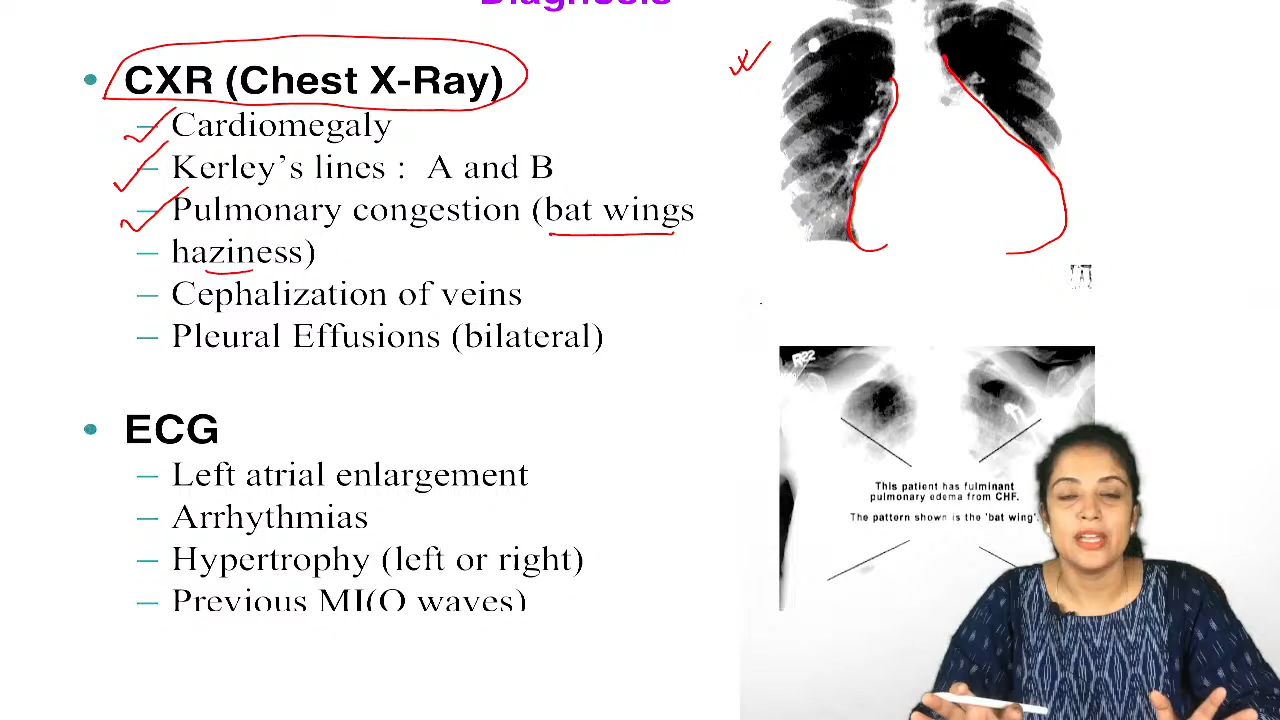 Diagnosis
• CXR (Chest X-Ray)
– Cardiomegaly
– Kerley’s lines : A and B
– Pulmonary congestion (bat wings
– haziness)
– Cephalization of veins
– Pleural Effusions (bilateral)
• ECG
– Left atrial enlargement
– Arrhythmias
– Hypertrophy (left or right)
– Previous MI(Q waves)
This patient has fulminant
pulmonary edema from CHF.
The pattern shown is the 'bat wing'.